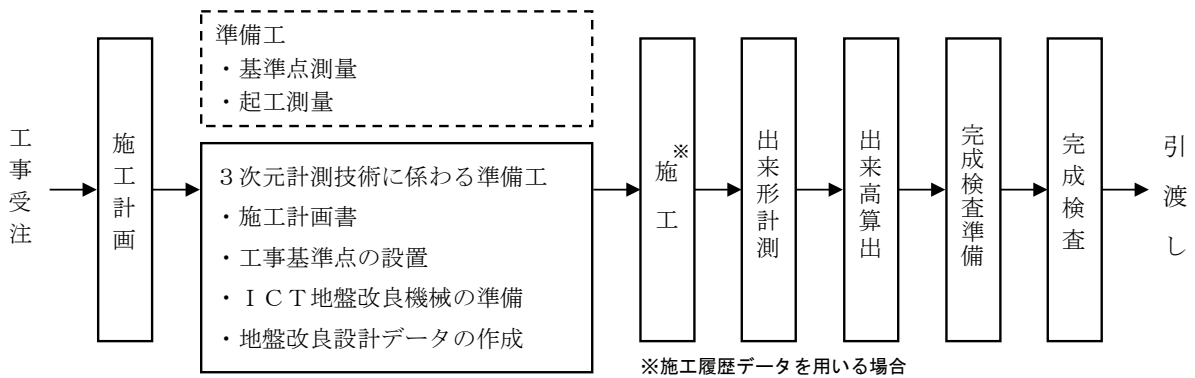 工事受注
施工計画
準備工
・基準点測量
・起工測量
３次元計測技術に係わる準備工
・施工計画書
・工事基準点の設置
・ＩＣＴ地盤改良機械の準備
・地盤改良設計データの作成
施工※
出来形計測
出来高算出
完成検査準備
完成検査
引渡し
※施工履歴データを用いる場合